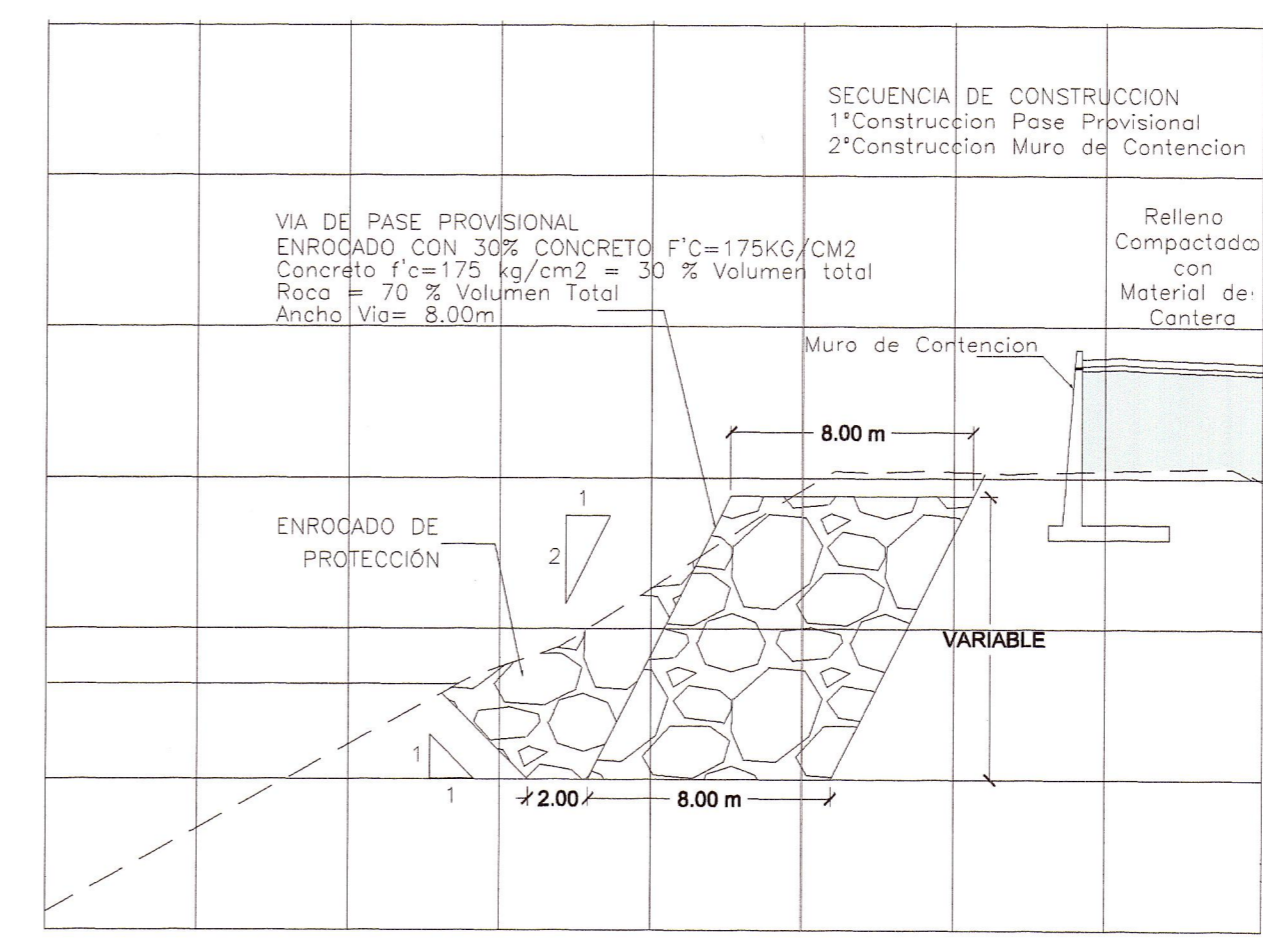 SECUENCIA DE CONSTRUCCION
1°Construccion Pase Provisional
2°Construccion Muro de Contencion
VIA DE PASE PROVISIONAL
ENROCADO CON 30% CONCRETO F'C=175KG/CM2
Concreto f'c=175 kg/cm2 = 30 % Volumen total
Roca = 70 % Volumen Total
Ancho Via= 8.00m
Relleno
Compactado
con
Material de
Cantera
Muro de Contencion
8.00 m
ENROCADO DE
PROTECCIÓN
1
2
VARIABLE
1
1
2.00
8.00 m